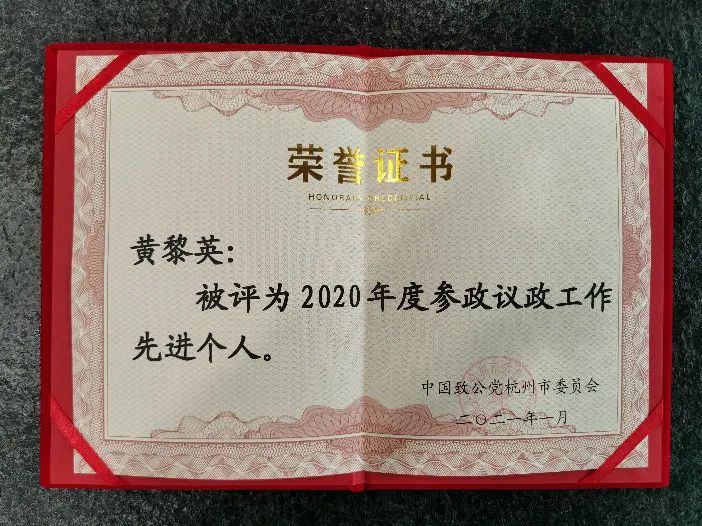 荣誉证书
HONORARY CREDENTIAL
黄黎英：
被评为2020年度参政议政工作
先进个人。
中国致公党杭州市委员会
二〇二一年一月